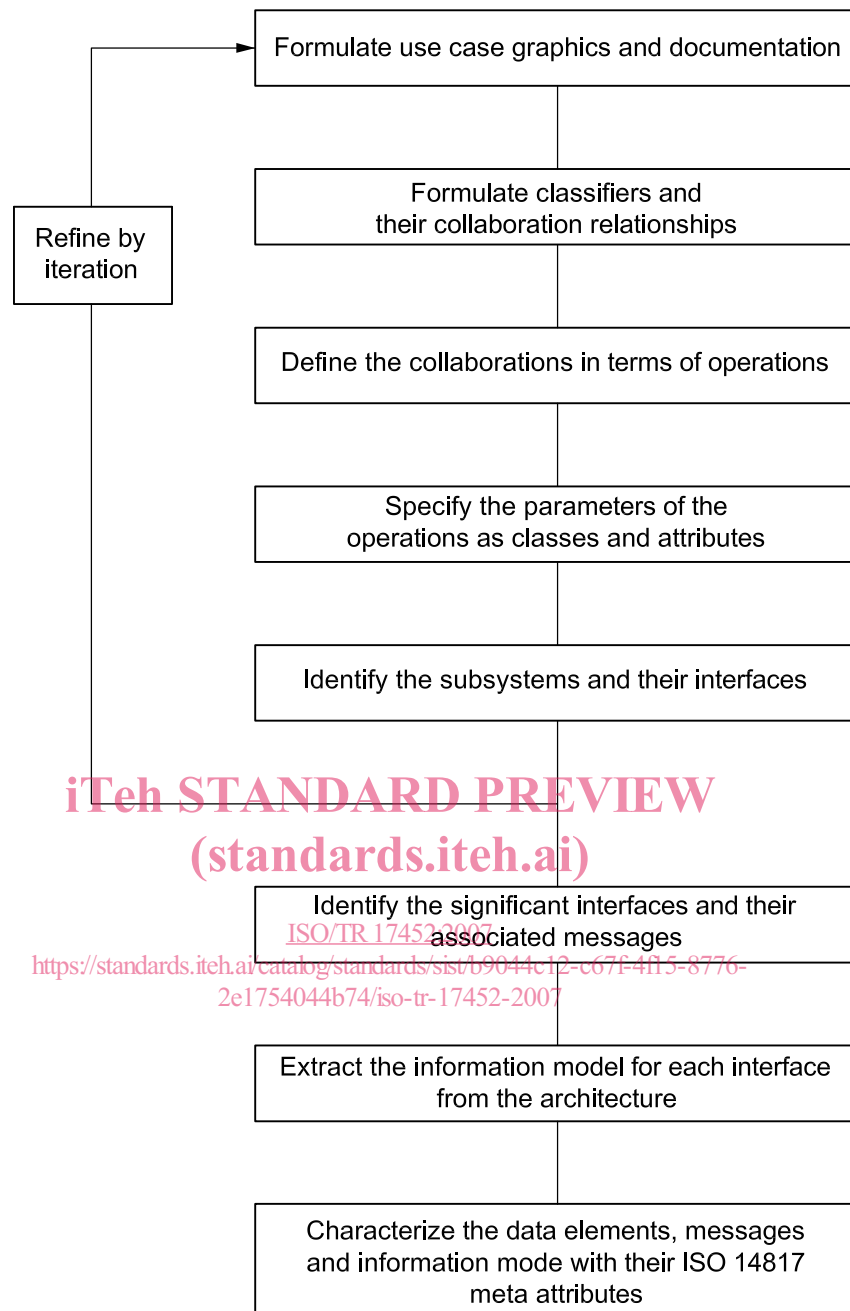 Formulate use case graphics and documentation
Formulate classifiers and
their collaboration relationships
Refine by
iteration
Define the collaborations in terms of operations
Specify the parameters of the
operations as classes and attributes
Identify the subsystems and their interfaces
iTeh STANDARD PREVIEW
(standards.iteh.ai)
Identify the significant interfaces and their
associated messages
ISO/TR 17452:2007
https://standards.iteh.ai/catalog/standards/sist/b9044c12-c67f-4f15-8776-
2e1754044b74/iso-tr-17452-2007
Extract the information model for each interface
from the architecture
Characterize the data elements, messages
and information mode with their ISO 14817
meta attributes